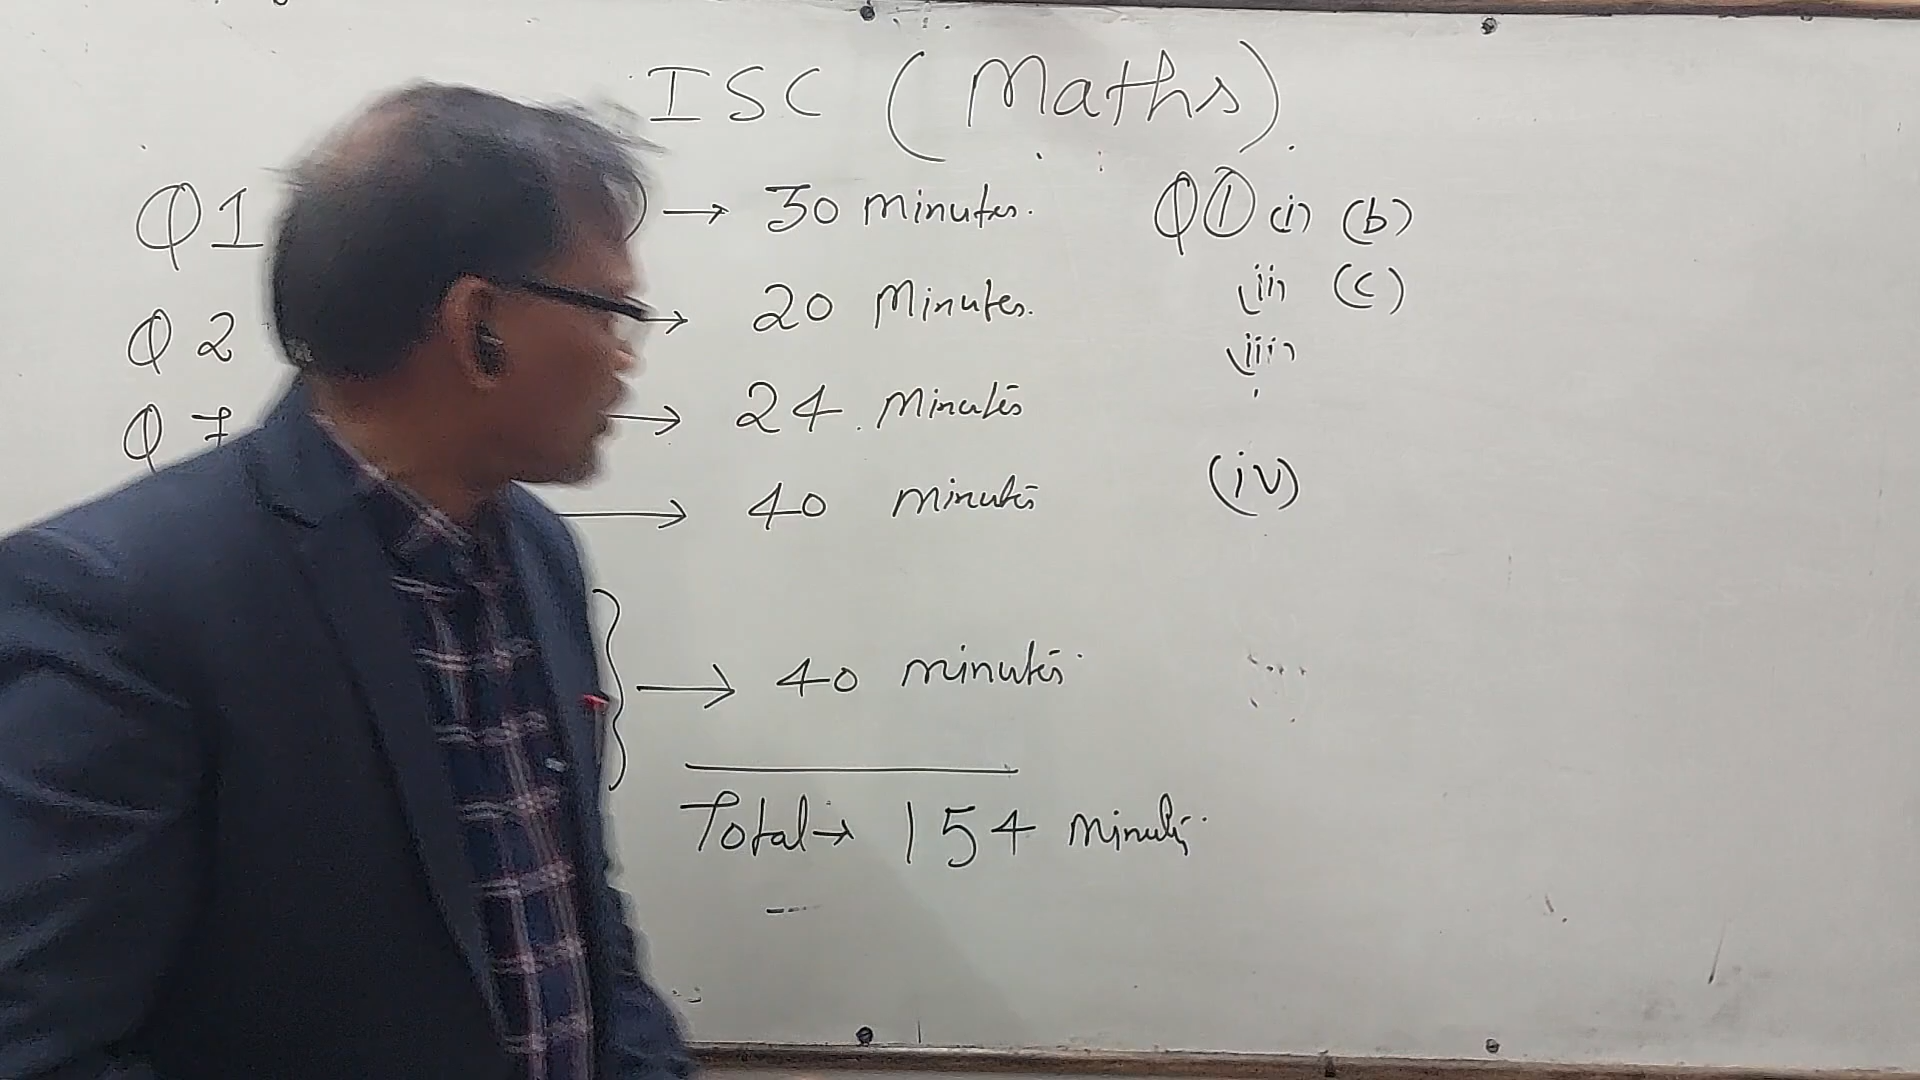 ISC (Maths)
Q1 ) → 30 Minutes. Q① (i) (b)
(ii) (c)
Q2 → 20 Minutes.
(iii)
Q7 → 24. Minutes
→ 40 minutes (iv)
} → 40 minutes
Total → 154 minutes